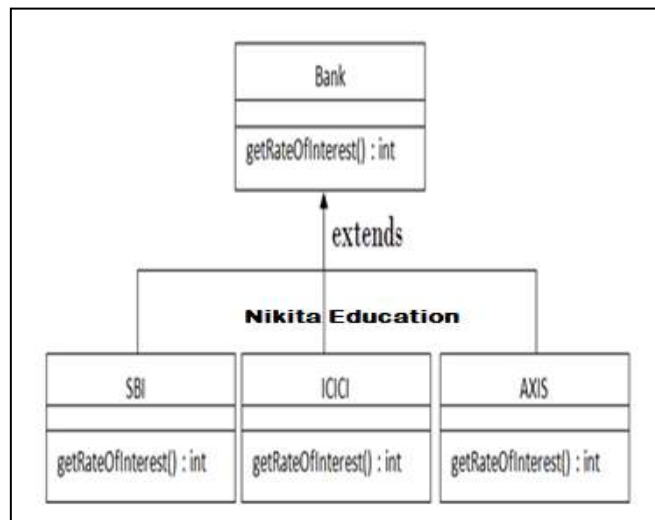 Bank
getRateOfInterest() : int
extends
Nikita Education
SBI
ICICI
AXIS
getRateOfInterest() : int
getRateOfInterest() : int
getRateOfInterest() : int